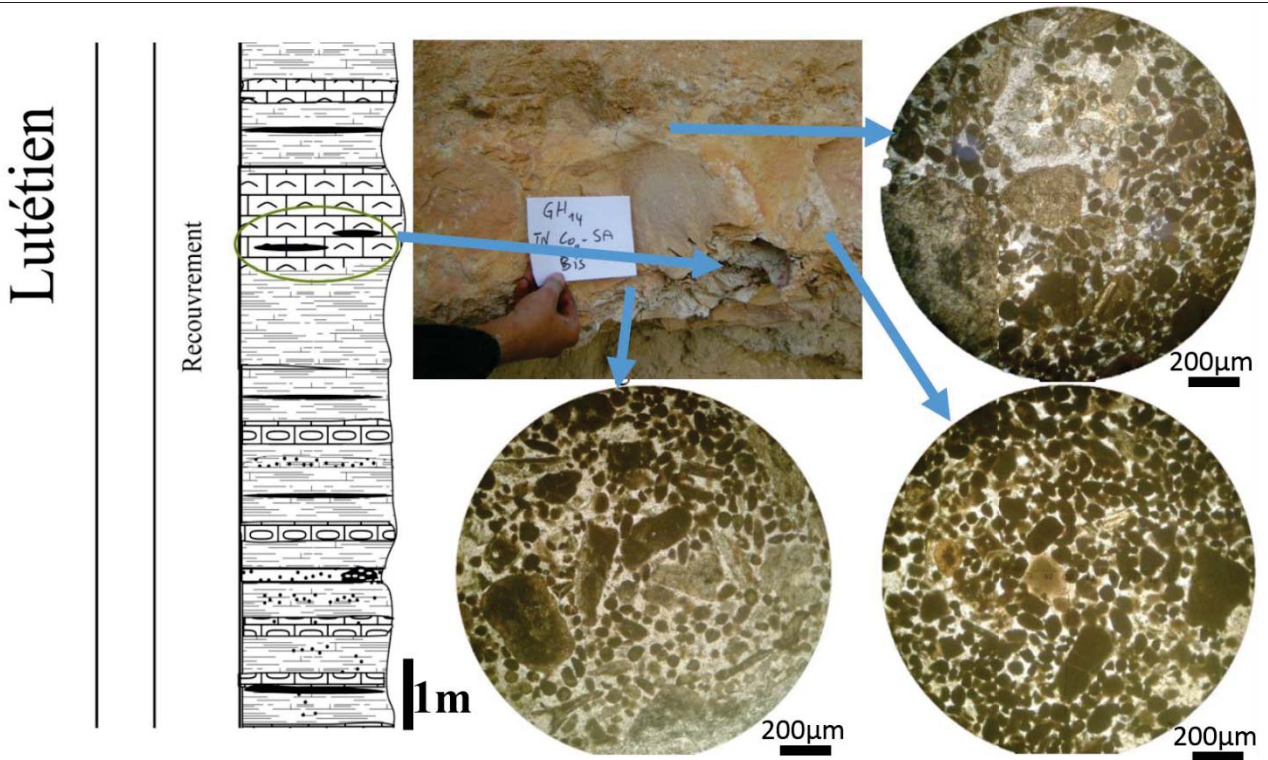 Lutétien
Recouvrement
GH14
TN Co - SA
Bis
1m
200µm
200µm
200µm